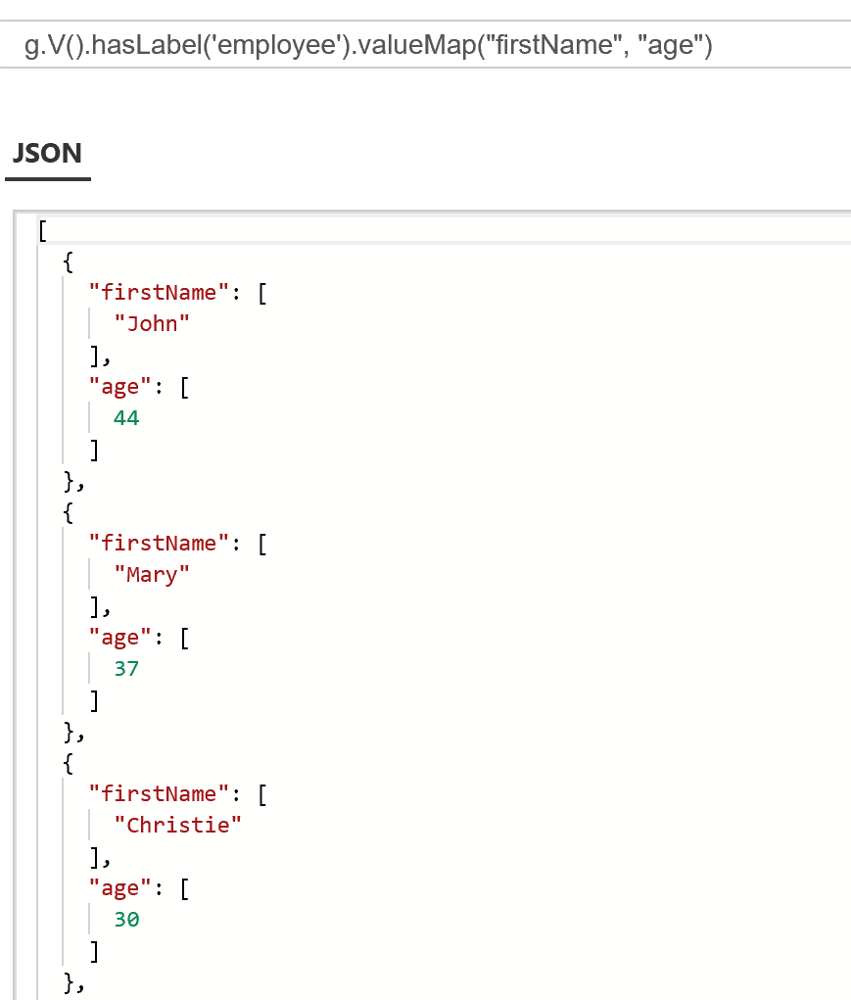 g.V().hasLabel('employee').valueMap("firstName", "age")
JSON
[
{
"firstName": [
"John"
],
"age": [
44
]
},
{
"firstName": [
"Mary"
],
"age": [
37
]
},
{
"firstName": [
"Christie"
],
"age": [
30
]
},